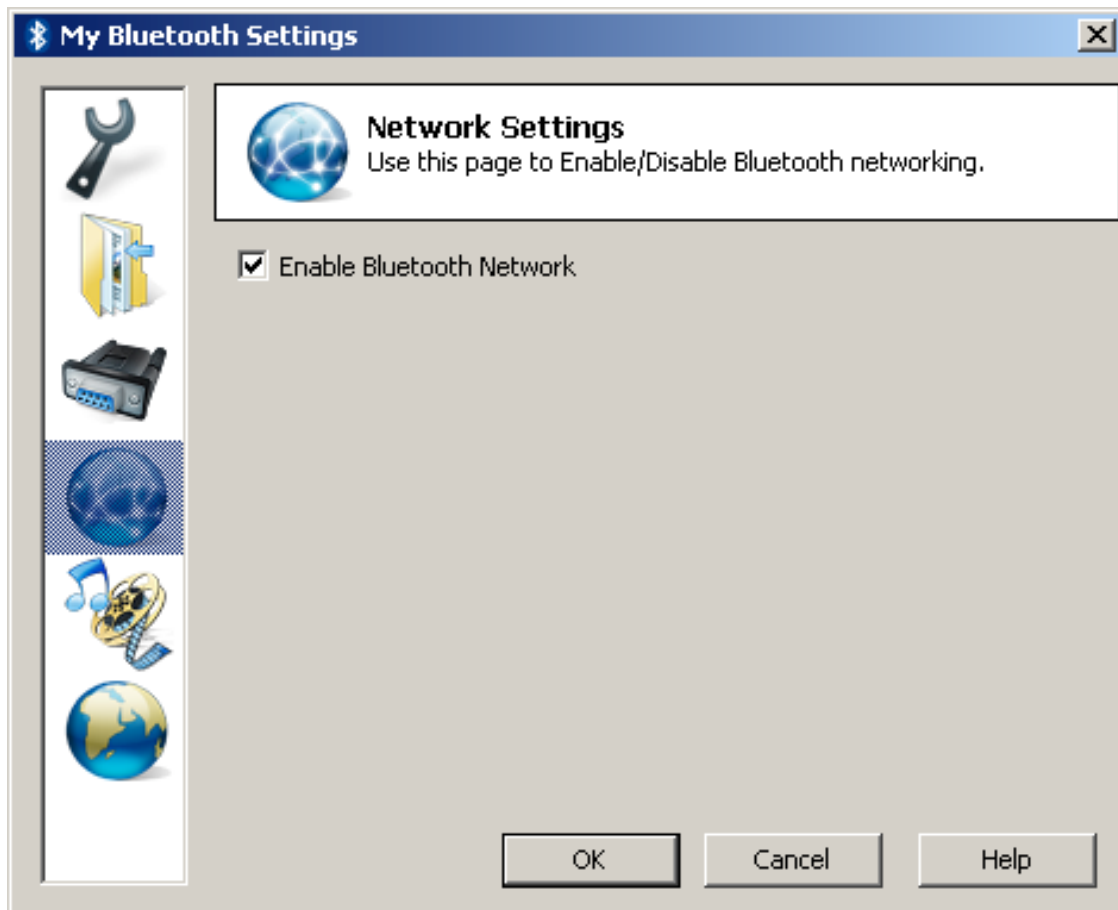 My Bluetooth Settings
Network Settings
Use this page to Enable/Disable Bluetooth networking.
Enable Bluetooth Network
OK
Cancel
Help